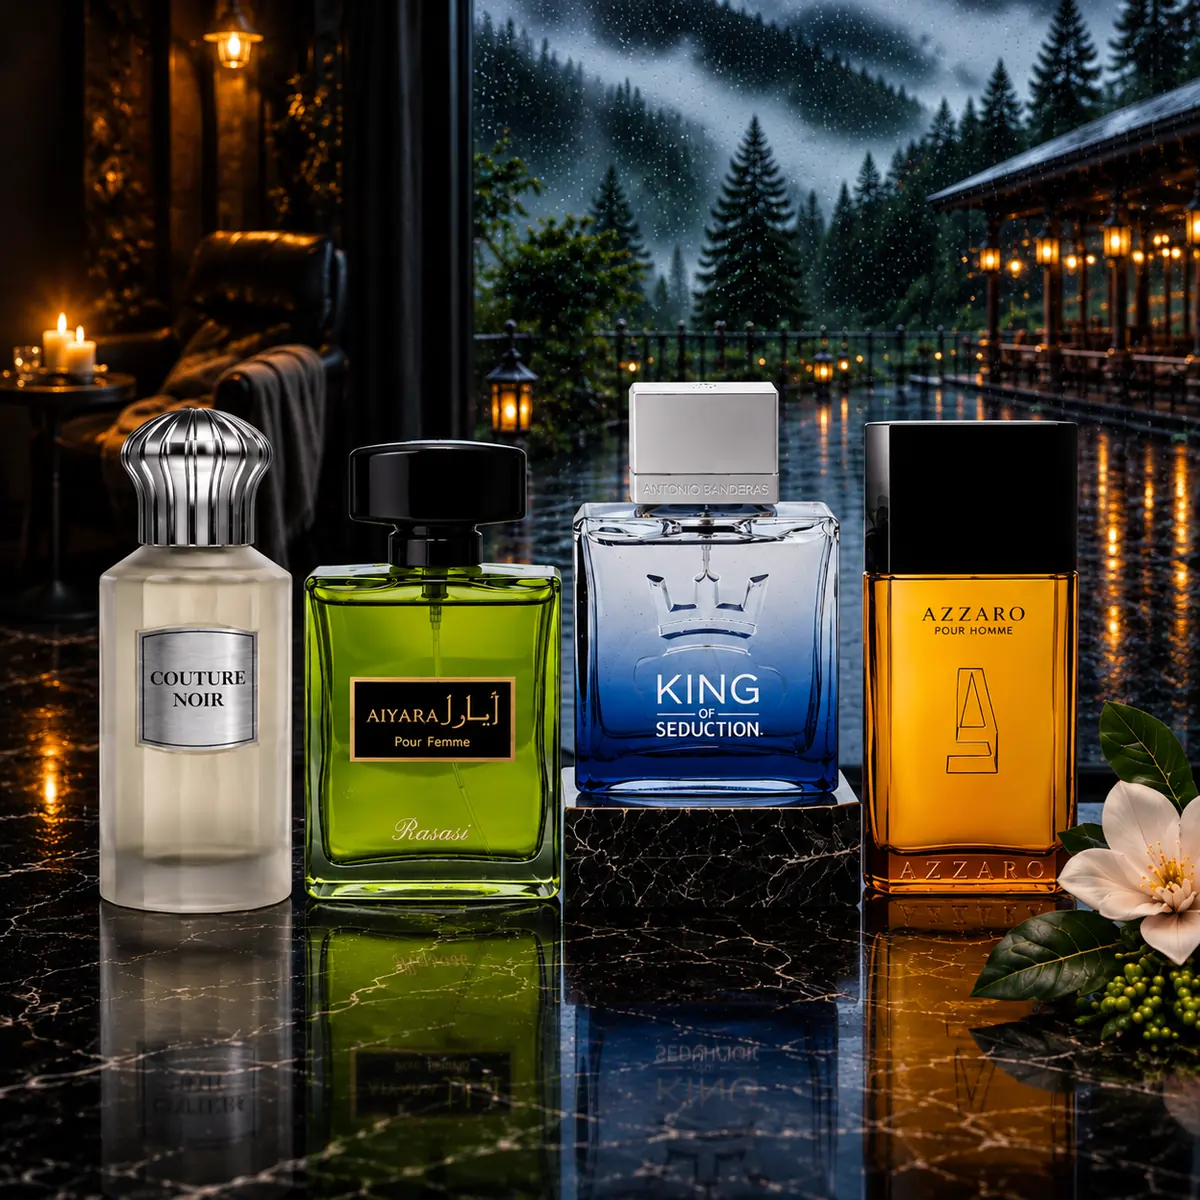 COUTURE
NOIR
AIYARA أيارا
Pour Femme
Rasasi
ANTONIO BANDERAS
KING
OF
SEDUCTION
AZZARO
POUR HOMME
AZZARO